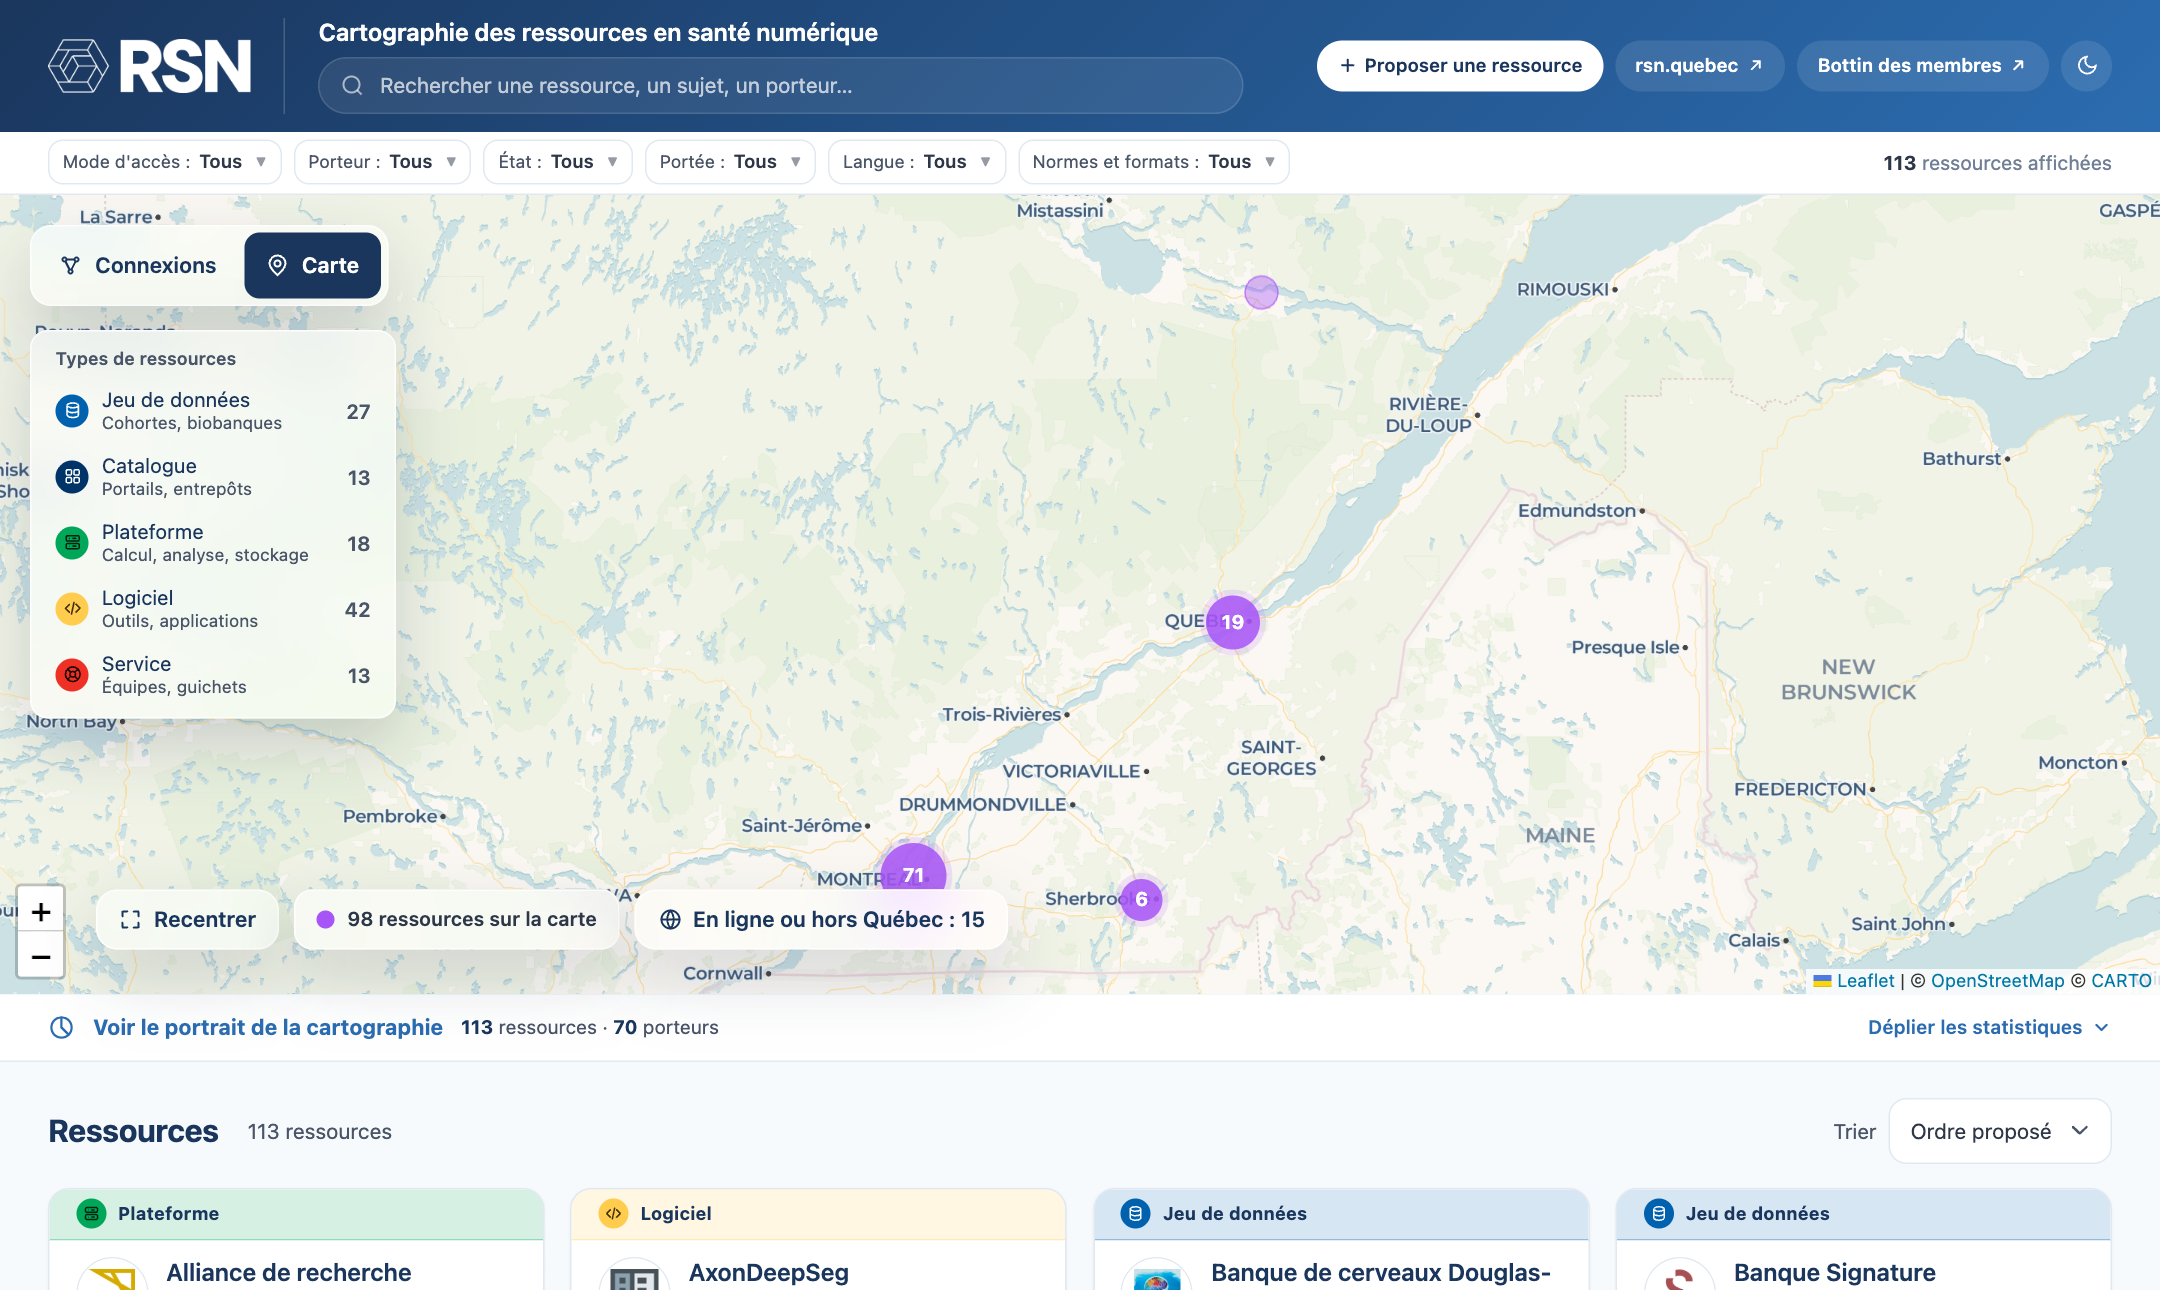 RSN
Cartographie des ressources en santé numérique
Rechercher une ressource, un sujet, un porteur...
+ Proposer une ressource
rsn.quebec ↗
Bottin des membres ↗
Mode d'accès : Tous ▼
Porteur : Tous ▼
État : Tous ▼
Portée : Tous ▼
Langue : Tous ▼
Normes et formats : Tous ▼
113 ressources affichées
La Sarre
Mistassini
GASPÉ
Connexions
Carte
RIMOUSKI
Types de ressources
Jeu de données
Cohortes, biobanques
27
Catalogue
Portails, entrepôts
13
Plateforme
Calcul, analyse, stockage
18
Logiciel
Outils, applications
42
Service
Équipes, guichets
13
RIVIÈRE-
DU-LOUP
Bathurst
Edmundston
19
Presque Isle
NEW
BRUNSWICK
North Bay
Trois-Rivières
SAINT-
GEORGES
VICTORIAVILLE
Moncton
DRUMMONDVILLE
FREDERICTON
Pembroke
Saint-Jérôme
MAINE
71
MONTREAL
Sherbrooke
6
+
−
Recentrer
98 ressources sur la carte
En ligne ou hors Québec : 15
Saint John
Calais
Cornwall
Leaflet | © OpenStreetMap © CARTO
Voir le portrait de la cartographie
113 ressources · 70 porteurs
Déplier les statistiques
Ressources
113 ressources
Trier
Ordre proposé
Plateforme
Logiciel
Jeu de données
Jeu de données
Alliance de recherche
AxonDeepSeg
Banque de cerveaux Douglas-
Banque Signature